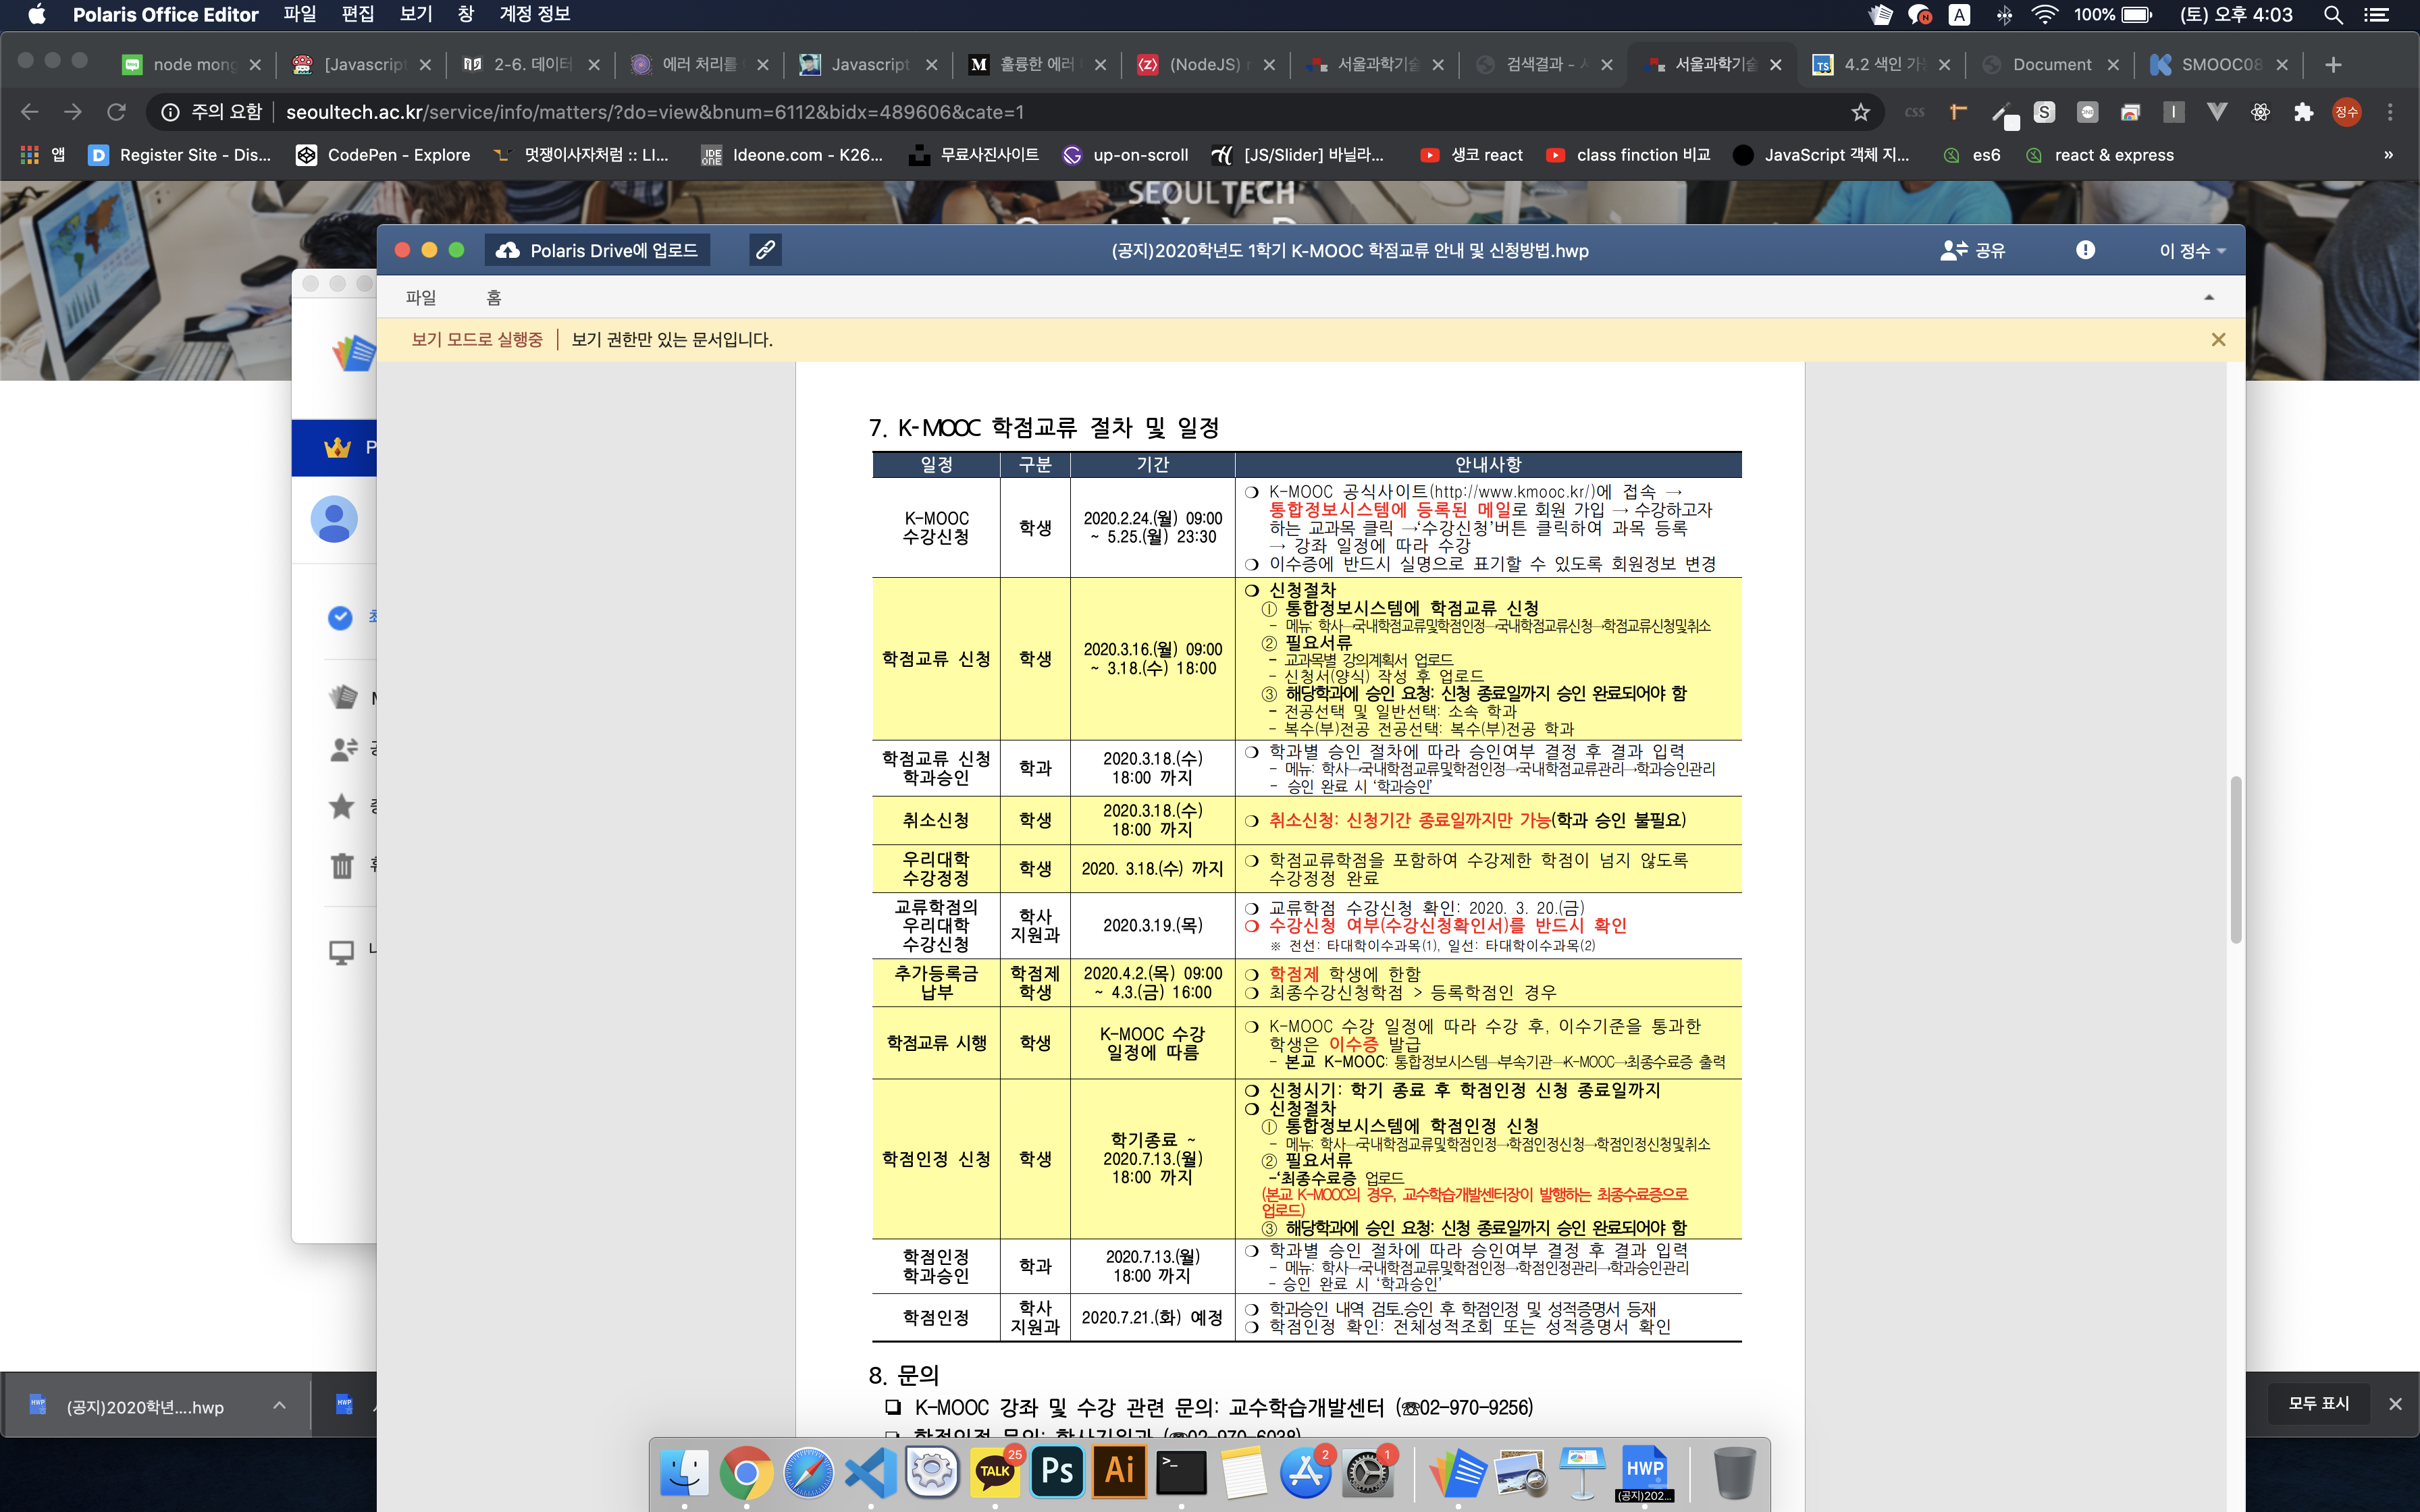 Polaris Office Editor 파일 편집 보기 창 계정 정보
A 100% (토) 오후 4:03
node mong
[Javascript
2-6. 데이터
에러 처리를
Javascript
훌륭한 에러
(NodeJS)
서울과학기술
검색결과 -
서울과학기술
4.2 색인
Document
SMOOC08
주의 요함 seoultech.ac.kr/service/info/matters/?do=view&bnum=6112&bidx=489606&cate=1
정수
앱
Register Site - Dis...
CodePen - Explore
멋쟁이사자처럼 :: LI...
Ideone.com - K26...
무료사진사이트
up-on-scroll
[JS/Slider] 바닐라...
생코 react
class finction 비교
JavaScript 객체 지...
es6
react & express
SEOULTECH
Polaris Drive에 업로드
(공지)2020학년도 1학기 K-MOOC 학점교류 안내 및 신청방법.hwp
공유
이 정수
파일 홈
보기 모드로 실행중 보기 권한만 있는 문서입니다.
7. K-MOOC 학점교류 절차 및 일정
일정 구분 기간 안내사항
K-MOOC
수강신청
학생
2020.2.24.(월) 09:00
~ 5.25.(월) 23:30
❍ K-MOOC 공식사이트(http://www.kmooc.kr/)에 접속 →
통합정보시스템에 등록된 메일로 회원 가입 → 수강하고자
하는 교과목 클릭 →'수강신청'버튼 클릭하여 과목 등록
→ 강좌 일정에 따라 수강
❍ 이수증에 반드시 실명으로 표기할 수 있도록 회원정보 변경
학점교류 신청
학생
2020.3.16.(월) 09:00
~ 3.18.(수) 18:00
❍ 신청절차
① 통합정보시스템에 학점교류 신청
- 메뉴: 학사→국내학점교류및학점인정→국내학점교류신청→학점교류신청및취소
② 필요서류
- 교과목별 강의계획서 업로드
- 신청서(양식) 작성 후 업로드
③ 해당학과에 승인 요청: 신청 종료일까지 승인 완료되어야 함
- 전공선택 및 일반선택: 소속 학과
- 복수(부)전공 전공선택: 복수(부)전공 학과
학점교류 신청
학과승인
학과
2020.3.18.(수)
18:00 까지
❍ 학과별 승인 절차에 따라 승인여부 결정 후 결과 입력
- 메뉴: 학사→국내학점교류및학점인정→국내학점교류관리→학과승인관리
- 승인 완료 시 '학과승인'
취소신청
학생
2020.3.18.(수)
18:00 까지
❍ 취소신청: 신청기간 종료일까지만 가능(학과 승인 불필요)
우리대학
수강정정
학생
2020. 3.18.(수) 까지
❍ 학점교류학점을 포함하여 수강제한 학점이 넘지 않도록
수강정정 완료
교류학점의
우리대학
수강신청
학사
지원과
2020.3.19.(목)
❍ 교류학점 수강신청 확인: 2020. 3. 20.(금)
❍ 수강신청 여부(수강신청확인서)를 반드시 확인
※ 전선: 타대학이수과목(1), 일선: 타대학이수과목(2)
추가등록금
납부
학점제
학생
2020.4.2.(목) 09:00
~ 4.3.(금) 16:00
❍ 학점제 학생에 한함
❍ 최종수강신청학점 > 등록학점인 경우
학점교류 시행
학생
K-MOOC 수강
일정에 따름
❍ K-MOOC 수강 일정에 따라 수강 후, 이수기준을 통과한
학생은 이수증 발급
- 본교 K-MOOC: 통합정보시스템→부속기관→K-MOOC→최종수료증 출력
학점인정 신청
학생
학기종료 ~
2020.7.13.(월)
18:00 까지
❍ 신청시기: 학기 종료 후 학점인정 신청 종료일까지
❍ 신청절차
① 통합정보시스템에 학점인정 신청
- 메뉴: 학사→국내학점교류및학점인정→학점인정신청→학점인정신청및취소
② 필요서류
-'최종수료증 업로드
(본교 K-MOOC의 경우, 교수학습개발센터장이 발행하는 최종수료증으로
업로드)
③ 해당학과에 승인 요청: 신청 종료일까지 승인 완료되어야 함
학점인정
학과승인
학과
2020.7.13.(월)
18:00 까지
❍ 학과별 승인 절차에 따라 승인여부 결정 후 결과 입력
- 메뉴: 학사→국내학점교류및학점인정→학점인정관리→학과승인관리
- 승인 완료 시 '학과승인'
학점인정
학사
지원과
2020.7.21.(화) 예정
❍ 학과승인 내역 검토.승인 후 학점인정 및 성적증명서 등재
❍ 학점인정 확인: 전체성적조회 또는 성적증명서 확인
8. 문의
❏ K-MOOC 강좌 및 수강 관련 문의: 교수학습개발센터 (☏02-970-9256)
❏ 학점인정 문의: 학사지원과 (☏02-970-6038)
(공지)2020학년....hwp
모두 표시
TALK 25
Ps
Ai
2
1
HWP
(공지)202...